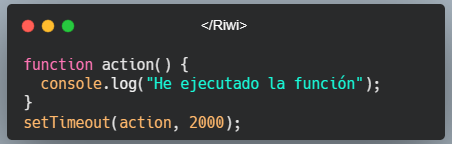 </Riwi>
function action() {
  console.log("He ejecutado la función");
}
setTimeout(action, 2000);